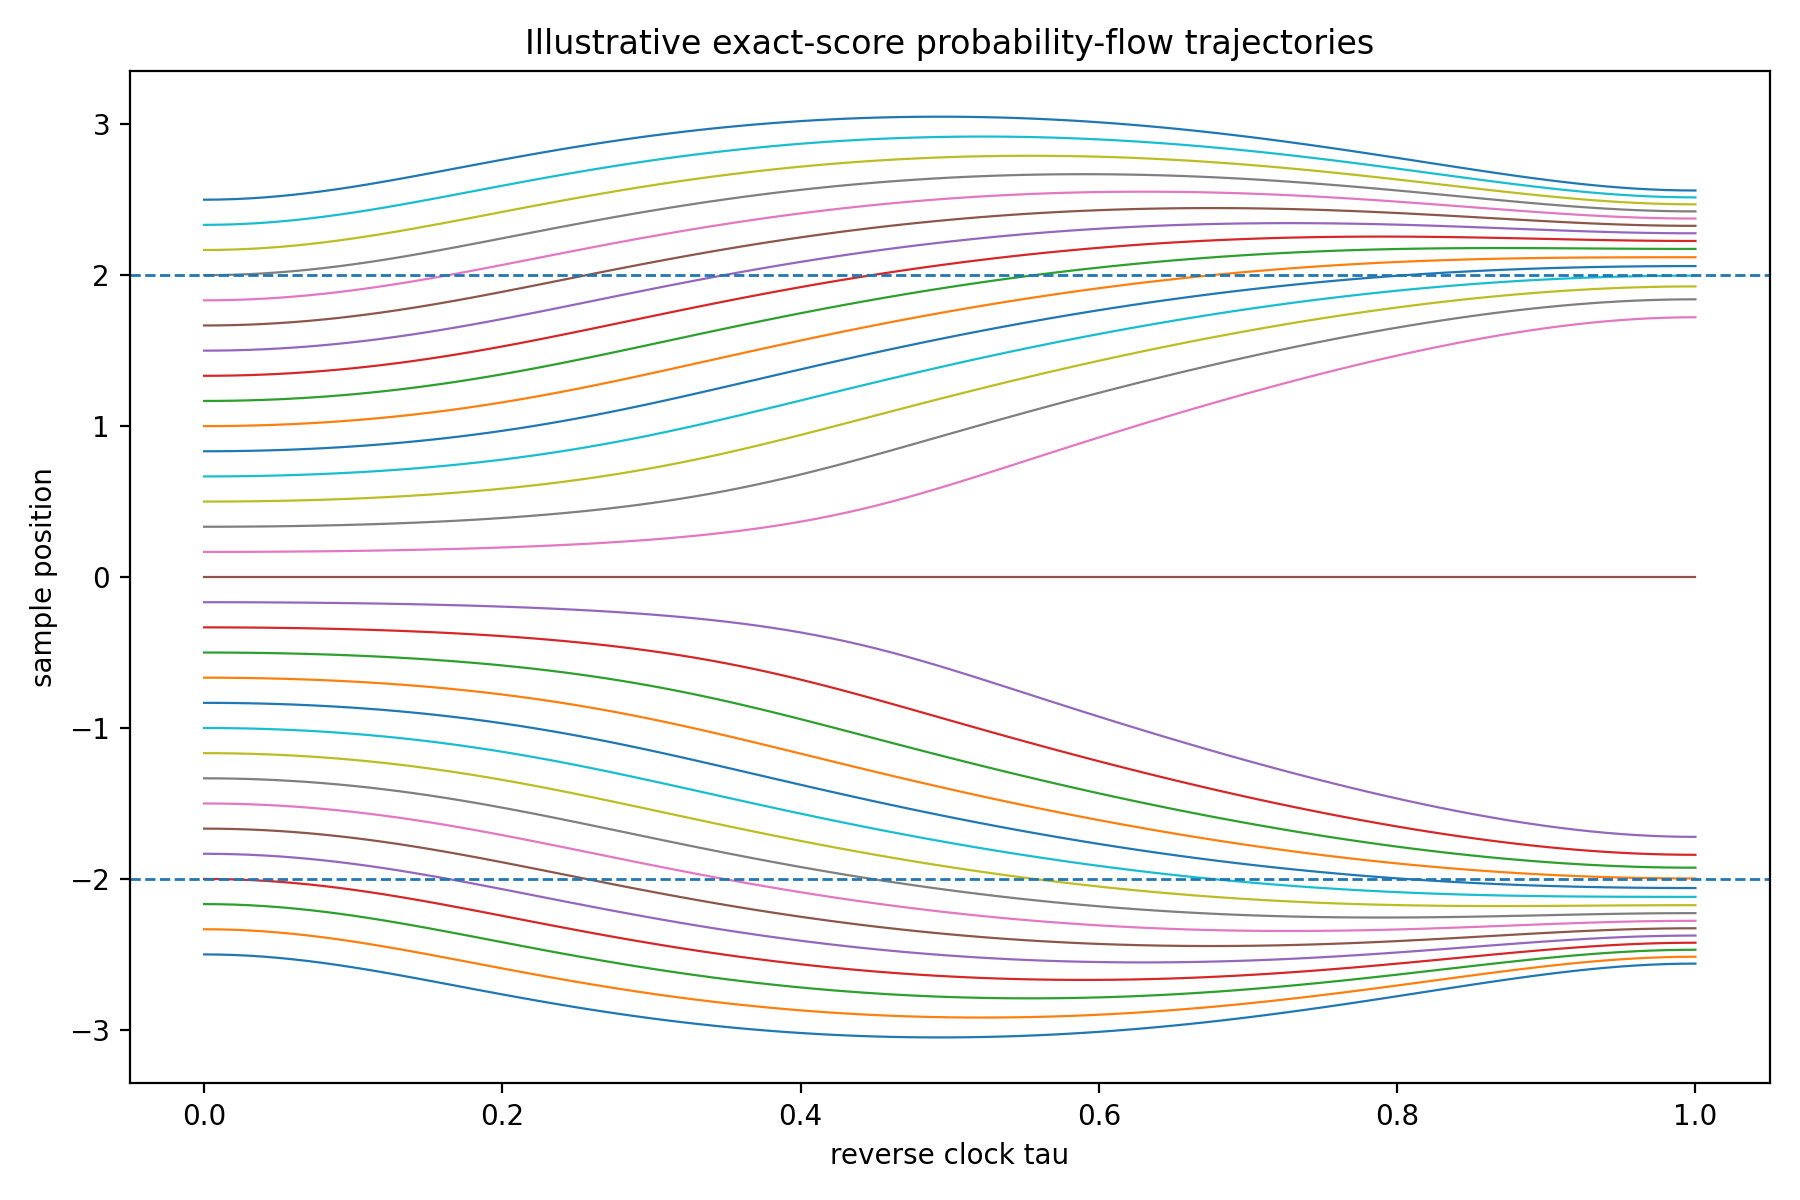 Illustrative exact-score probability-flow trajectories
3
2
1
0
−1
−2
−3
sample position
0.0 0.2 0.4 0.6 0.8 1.0
reverse clock tau